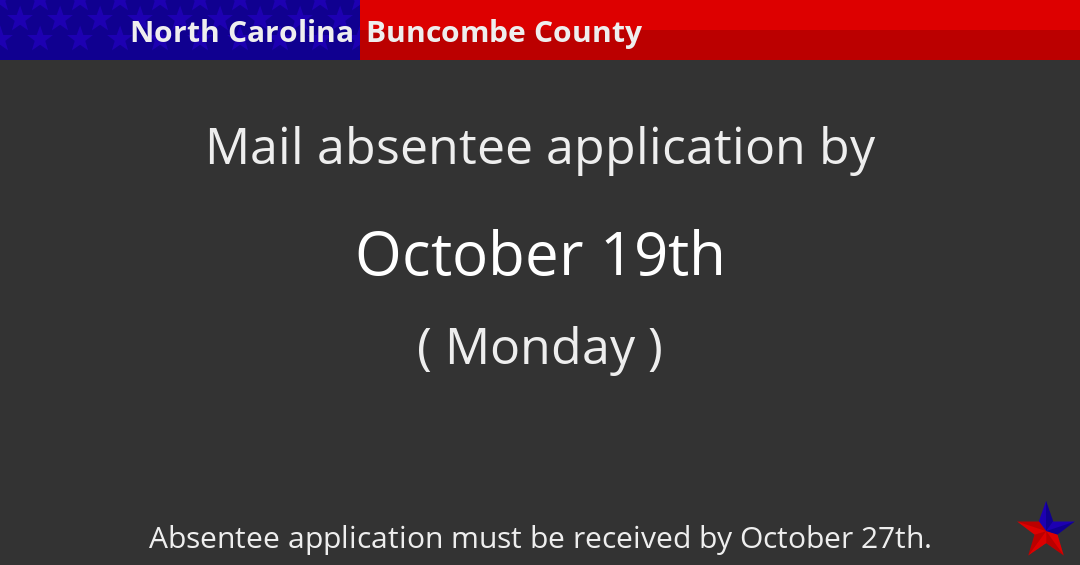 North Carolina Buncombe County
Mail absentee application by
October 19th
( Monday )
Absentee application must be received by October 27th.